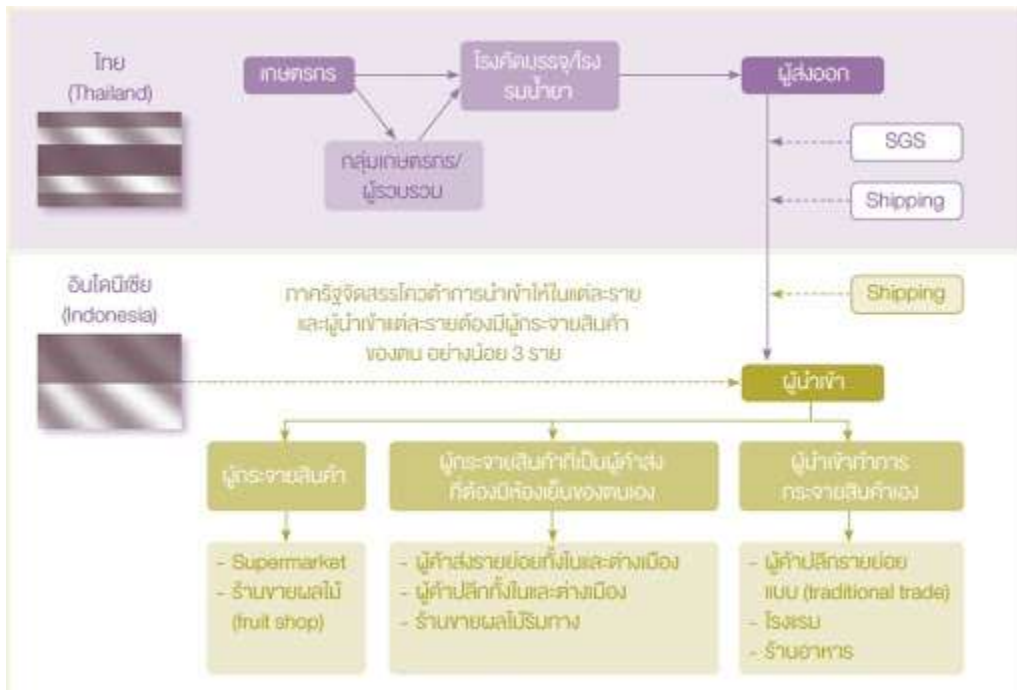 ไทย
(Thailand)
เกษตรกร
โรงคัดบรรจุ/โรง
รมน้ำยา
ผู้ส่งออก
กลุ่มเกษตรกร/
ผู้รวบรวม
SGS
Shipping
อินโดนีเซีย
(Indonesia)
ภาครัฐจัดสรรโควต้าการนำเข้าให้ในแต่ละราย
และผู้นำเข้าแต่ละรายต้องมีผู้กระจายสินค้า
ของตน อย่างน้อย 3 ราย
Shipping
ผู้นำเข้า
ผู้กระจายสินค้า
ผู้กระจายสินค้าที่เป็นผู้ค้าส่ง
ที่ต้องมีห้องเย็นของตนเอง
ผู้นำเข้าทำการ
กระจายสินค้าเอง
- Supermarket
- ร้านขายผลไม้
(fruit shop)
- ผู้ค้าส่งรายย่อยทั้งในและต่างเมือง
- ผู้ค้าปลีกทั้งในและต่างเมือง
- ร้านขายผลไม้ริมทาง
- ผู้ค้าปลีกรายย่อย
แบบ (traditional trade)
- โรงแรม
- ร้านอาหาร